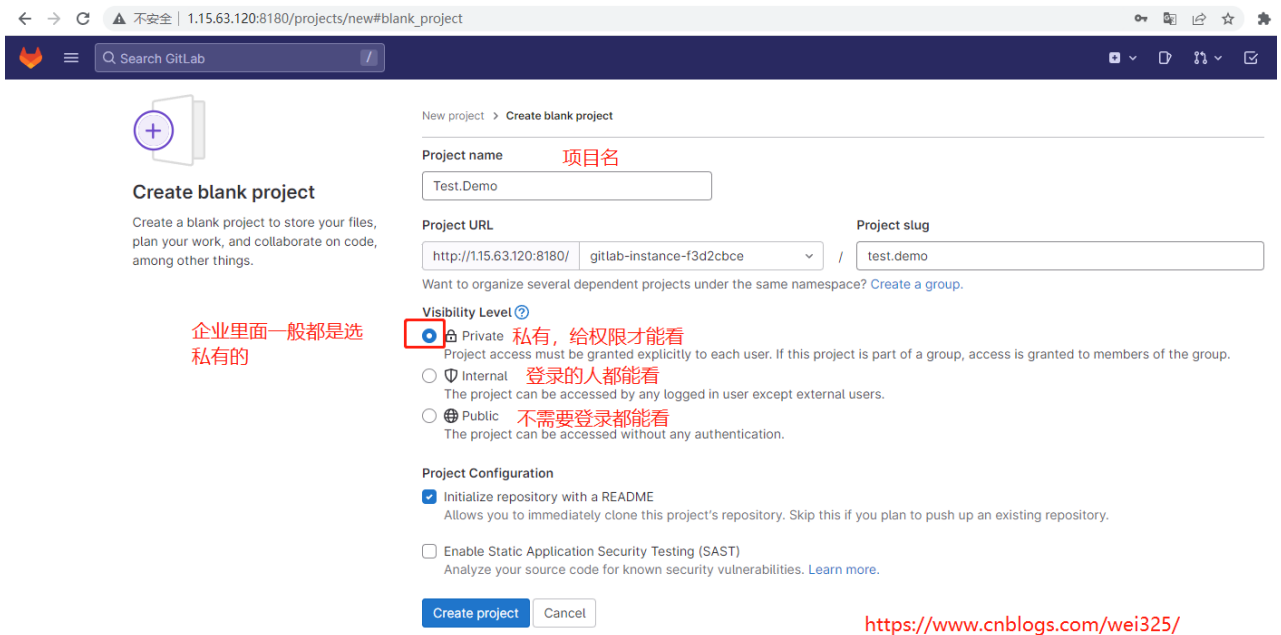 不安全 | 1.15.63.120:8180/projects/new#blank_project
Search GitLab /
New project > Create blank project
Project name 项目名
Test.Demo
Create blank project
Create a blank project to store your files,
plan your work, and collaborate on code,
among other things.
Project URL Project slug
http://1.15.63.120:8180/ gitlab-instance-f3d2cbce / test.demo
Want to organize several dependent projects under the same namespace? Create a group.
Visibility Level
企业里面一般都是选
私有的
Private 私有，给权限才能看
Project access must be granted explicitly to each user. If this project is part of a group, access is granted to members of the group.
Internal 登录的人都能看
The project can be accessed by any logged in user except external users.
Public 不需要登录都能看
The project can be accessed without any authentication.
Project Configuration
Initialize repository with a README
Allows you to immediately clone this project's repository. Skip this if you plan to push up an existing repository.
Enable Static Application Security Testing (SAST)
Analyze your source code for known security vulnerabilities. Learn more.
Create project Cancel
https://www.cnblogs.com/wei325/